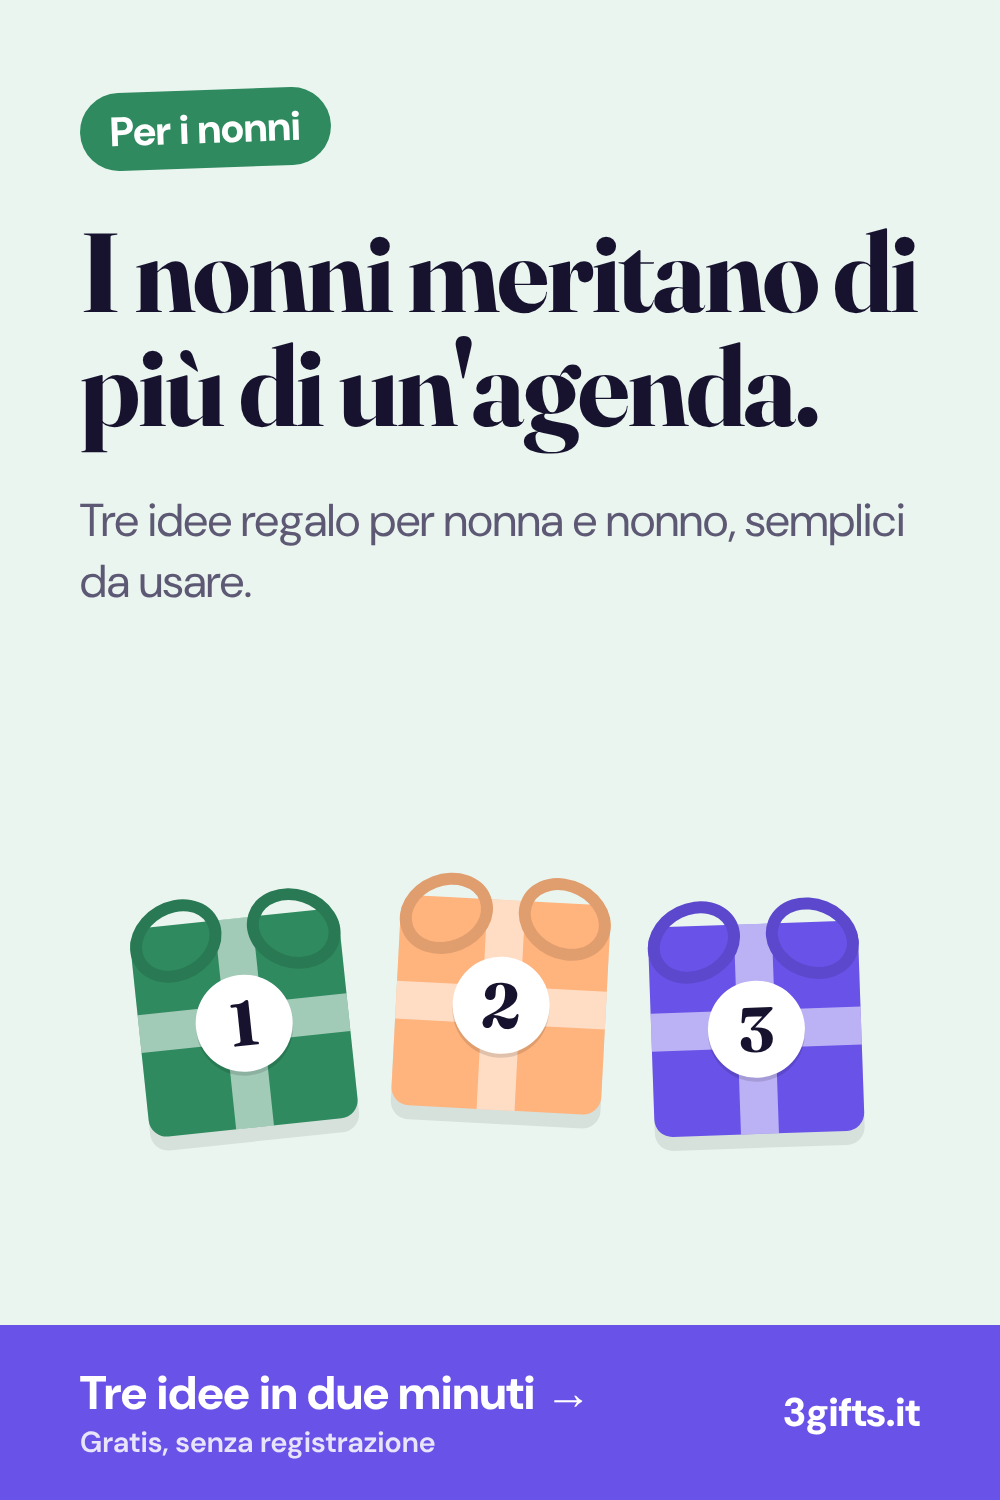 Per i nonni
I nonni meritano di
più di un'agenda.
Tre idee regalo per nonna e nonno, semplici
da usare.
1
2
3
Tre idee in due minuti →
Gratis, senza registrazione
3gifts.it